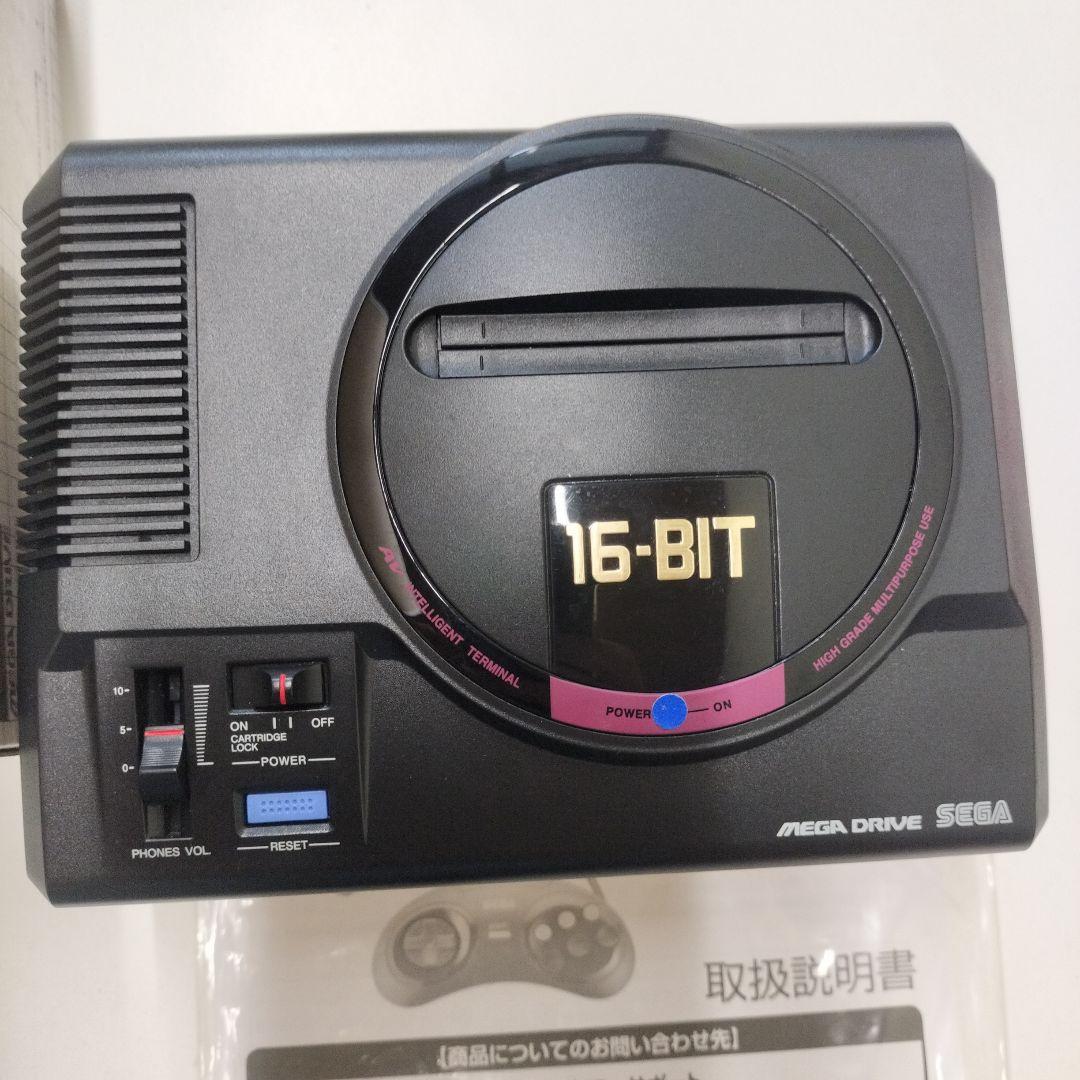 16-BIT
AV INTELLIGENT TERMINAL
HIGH GRADE MULTIPURPOSE USE
POWER ON
10
5
0
PHONES VOL.
ON OFF
CARTRIDGE
LOCK
POWER
RESET
MEGA DRIVE SEGA
取扱説明書
【商品についてのお問い合わせ先】